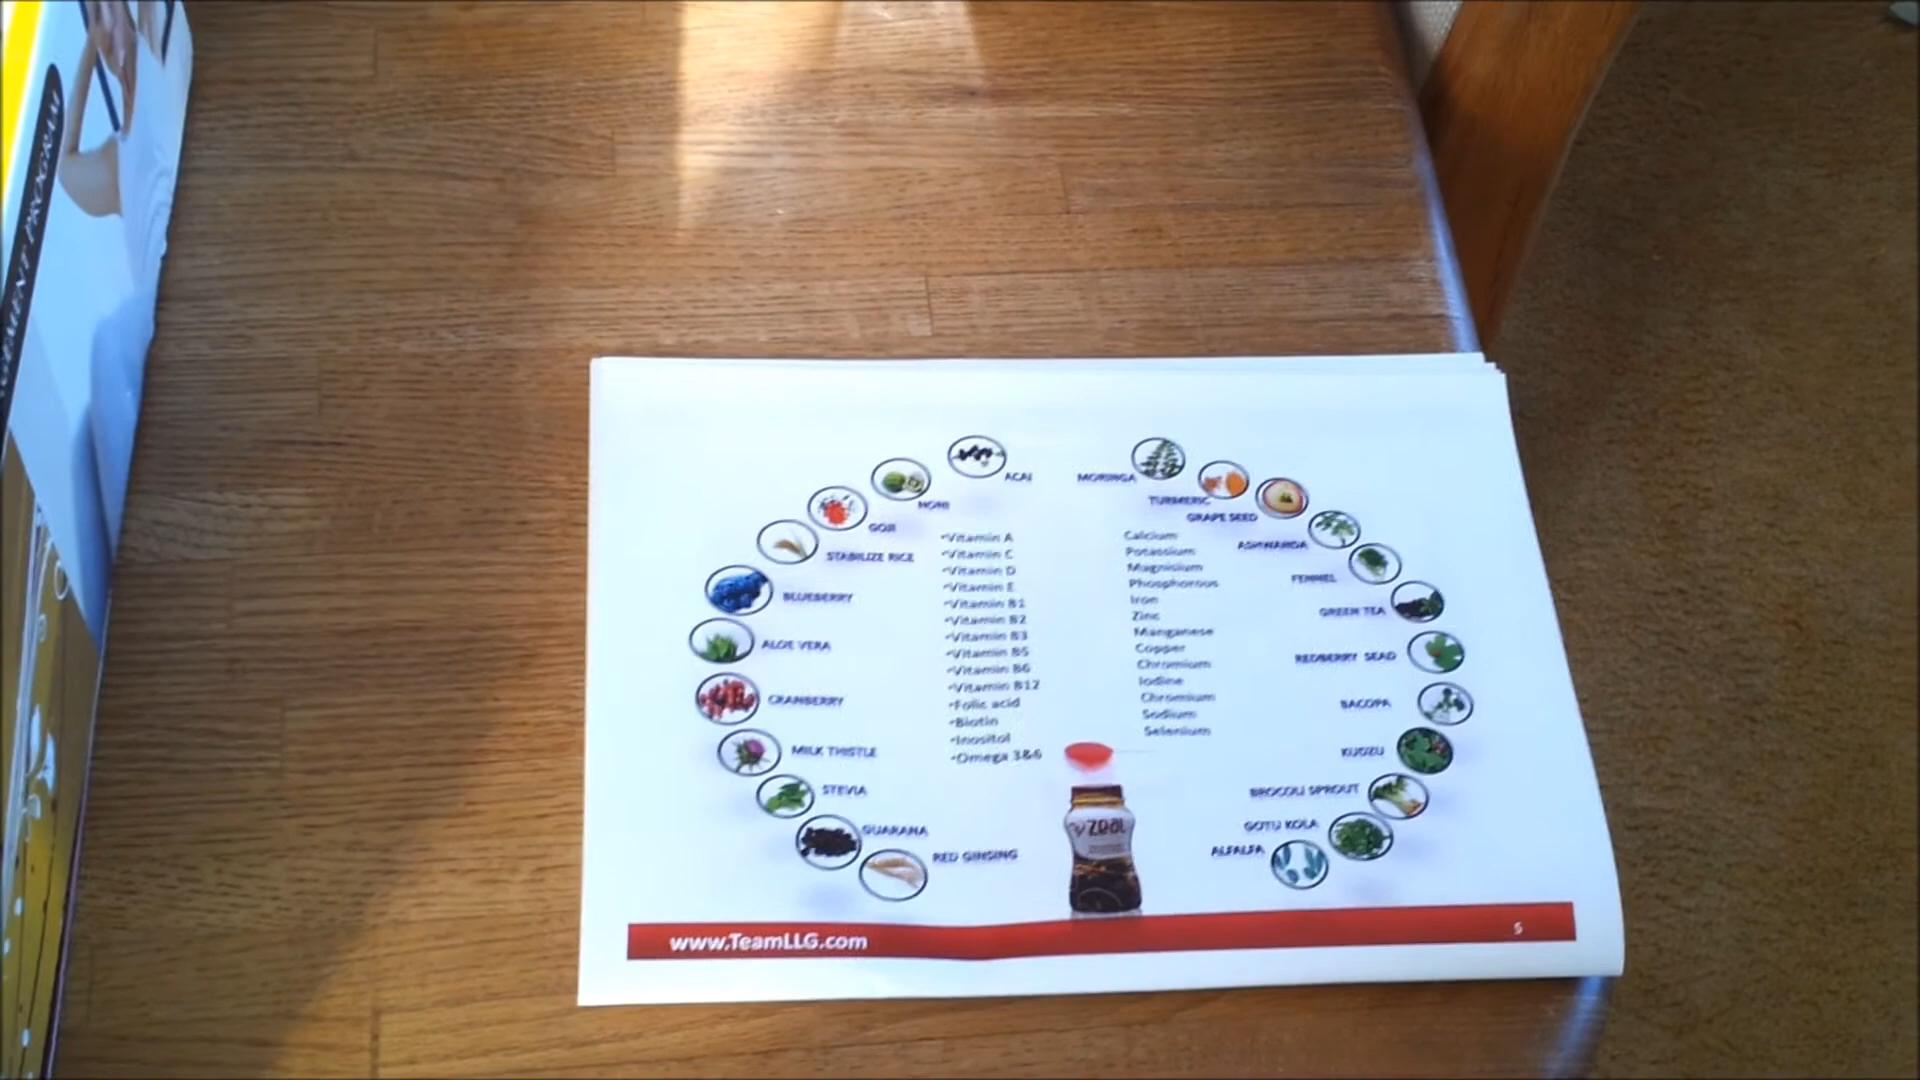 ACAI
NONI
GOJI
STABILIZE RICE
BLUEBERRY
ALOE VERA
CRANBERRY
MILK THISTLE
STEVIA
GUARANA
RED GINSING
•Vitamin A
•Vitamin C
•Vitamin D
•Vitamin E
•Vitamin B1
•Vitamin B2
•Vitamin B3
•Vitamin B5
•Vitamin B6
•Vitamin B12
•Folic acid
•Biotin
•Inositol
•Omega 3&6
Calcium
Potassium
Magnisium
Phosphorous
Iron
Zinc
Manganese
Copper
Chromium
Iodine
Chromium
Sodium
Selenium
MORINGA
TURMERIC
GRAPE SEED
ASHWANDA
FENNEL
GREEN TEA
REDBERRY SEAD
BACOPA
KUDZU
BROCOLI SPROUT
GOTU KOLA
ALFALFA
zeal
www.TeamLLG.com
5
PROGRAM